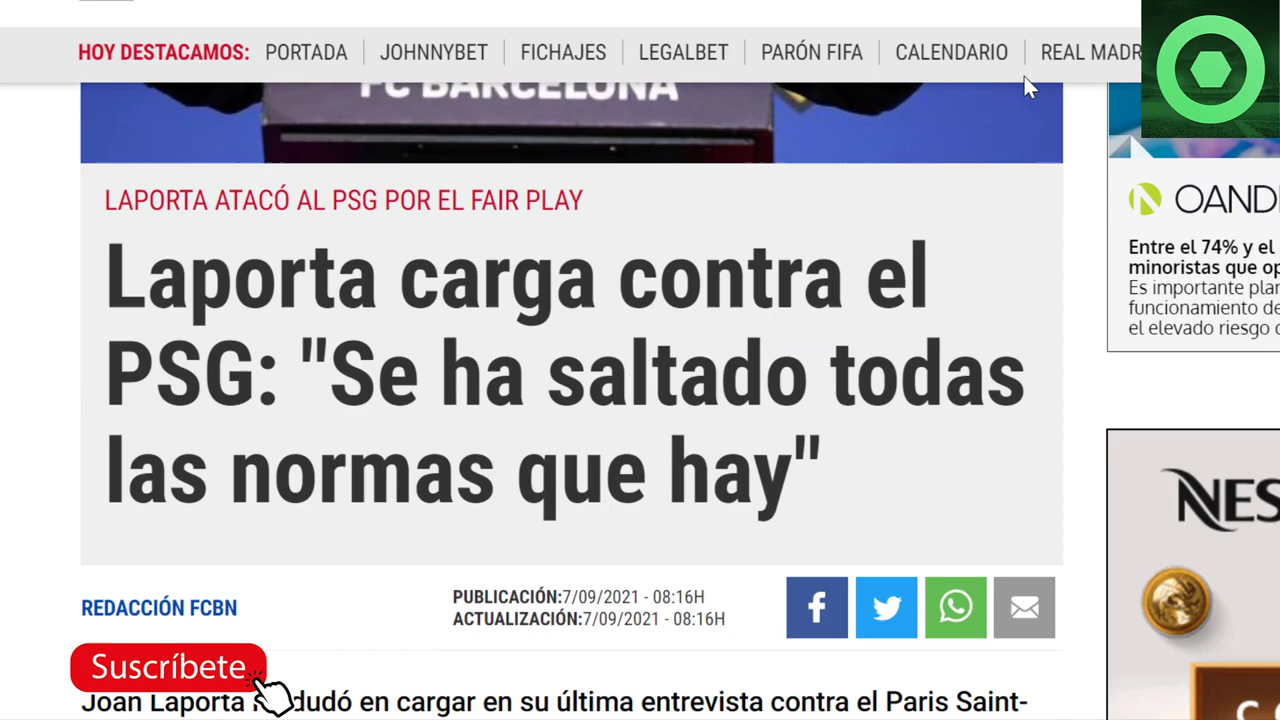 HOY DESTACAMOS: PORTADA JOHNNYBET FICHAJES LEGALBET PARÓN FIFA CALENDARIO REAL MADR
FC BARCELONA
LAPORTA ATACÓ AL PSG POR EL FAIR PLAY
Laporta carga contra el
PSG: "Se ha saltado todas
las normas que hay"
REDACCIÓN FCBN
PUBLICACIÓN:7/09/2021 - 08:16H
ACTUALIZACIÓN:7/09/2021 - 08:16H
Suscríbete
Joan Laporta dudó en cargar en su última entrevista contra el Paris Saint-
OAND
Entre el 74% y el
minoristas que op
Es importante plan
funcionamiento de
el elevado riesgo
NES